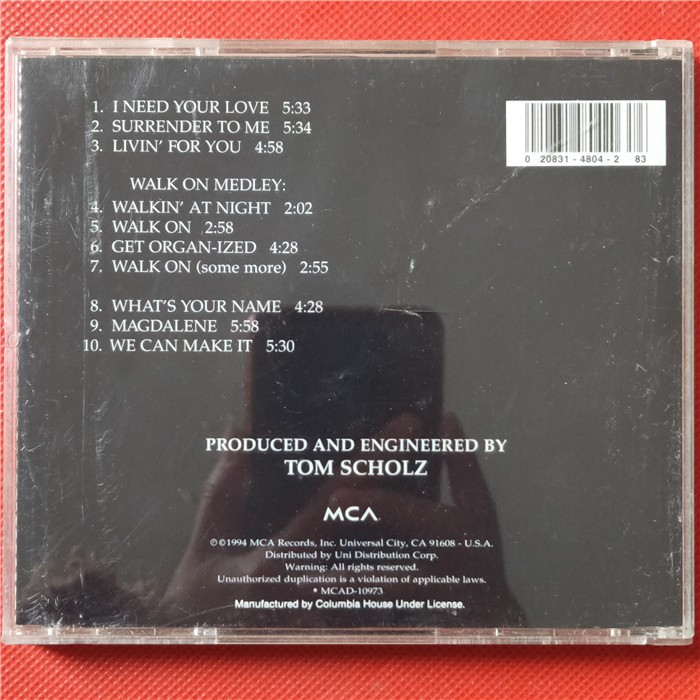 1. I NEED YOUR LOVE 5:33
2. SURRENDER TO ME 5:34
3. LIVIN' FOR YOU 4:58
WALK ON MEDLEY:
4. WALKIN' AT NIGHT 2:02
5. WALK ON 2:58
6. GET ORGAN-IZED 4:28
7. WALK ON (some more) 2:55
8. WHAT'S YOUR NAME 4:28
9. MAGDALENE 5:58
10. WE CAN MAKE IT 5:30
0 20831 - 4804 - 2 83
PRODUCED AND ENGINEERED BY
TOM SCHOLZ
MCA
℗©1994 MCA Records, Inc. Universal City, CA 91608 - U.S.A.
Distributed by Uni Distribution Corp.
Warning: All rights reserved.
Unauthorized duplication is a violation of applicable laws.
* MCAD-10973
Manufactured by Columbia House Under License.